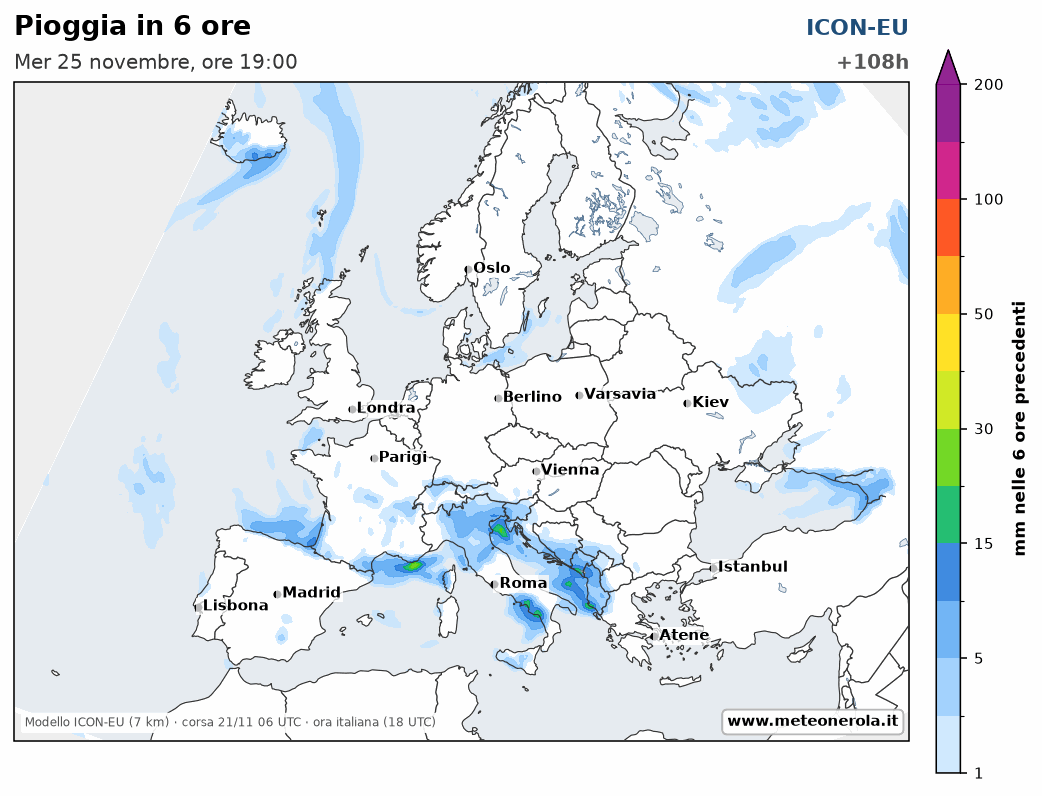 Pioggia in 6 ore
ICON-EU
Mer 25 novembre, ore 19:00
+108h
200
100
50
30
15
5
1
mm nelle 6 ore precedenti
Oslo
Berlino
Varsavia
Kiev
Londra
Parigi
Vienna
Istanbul
Roma
Madrid
Lisbona
Atene
Modello ICON-EU (7 km) · corsa 21/11 06 UTC · ora italiana (18 UTC)
www.meteonerola.it